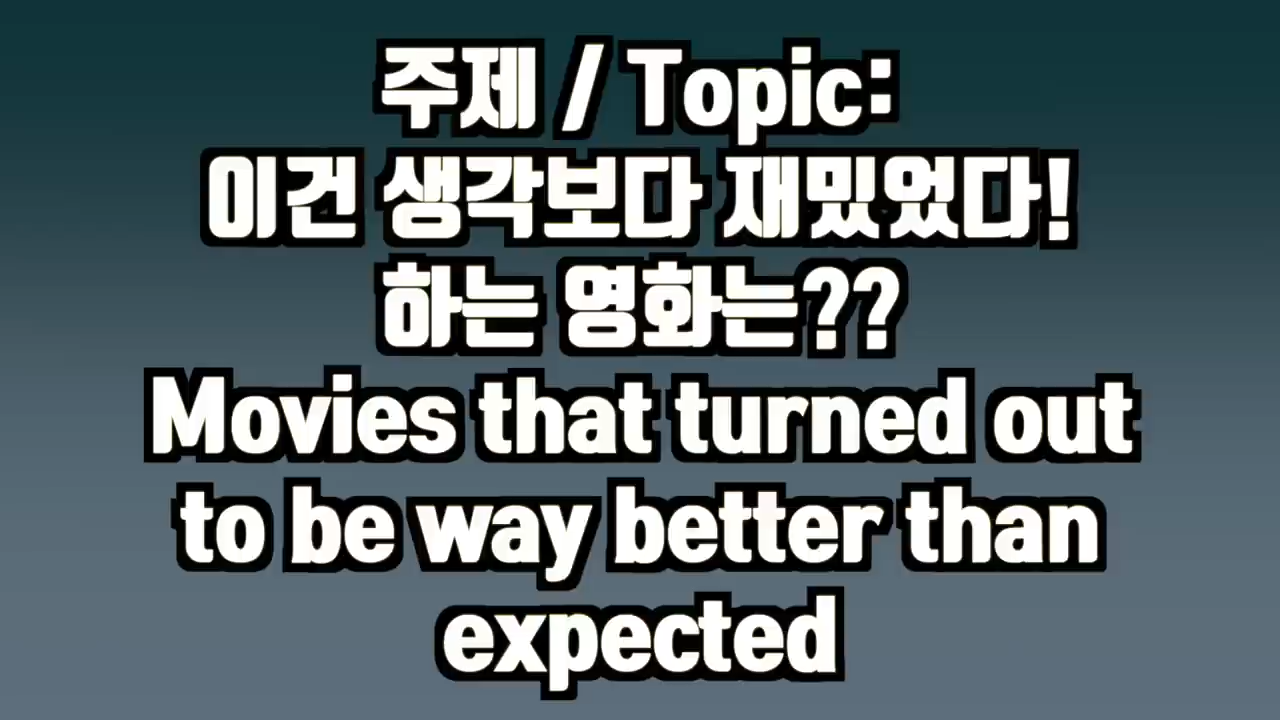 주제 / Topic:
이건 생각보다 재밌었다!
하는 영화는??
Movies that turned out
to be way better than
expected